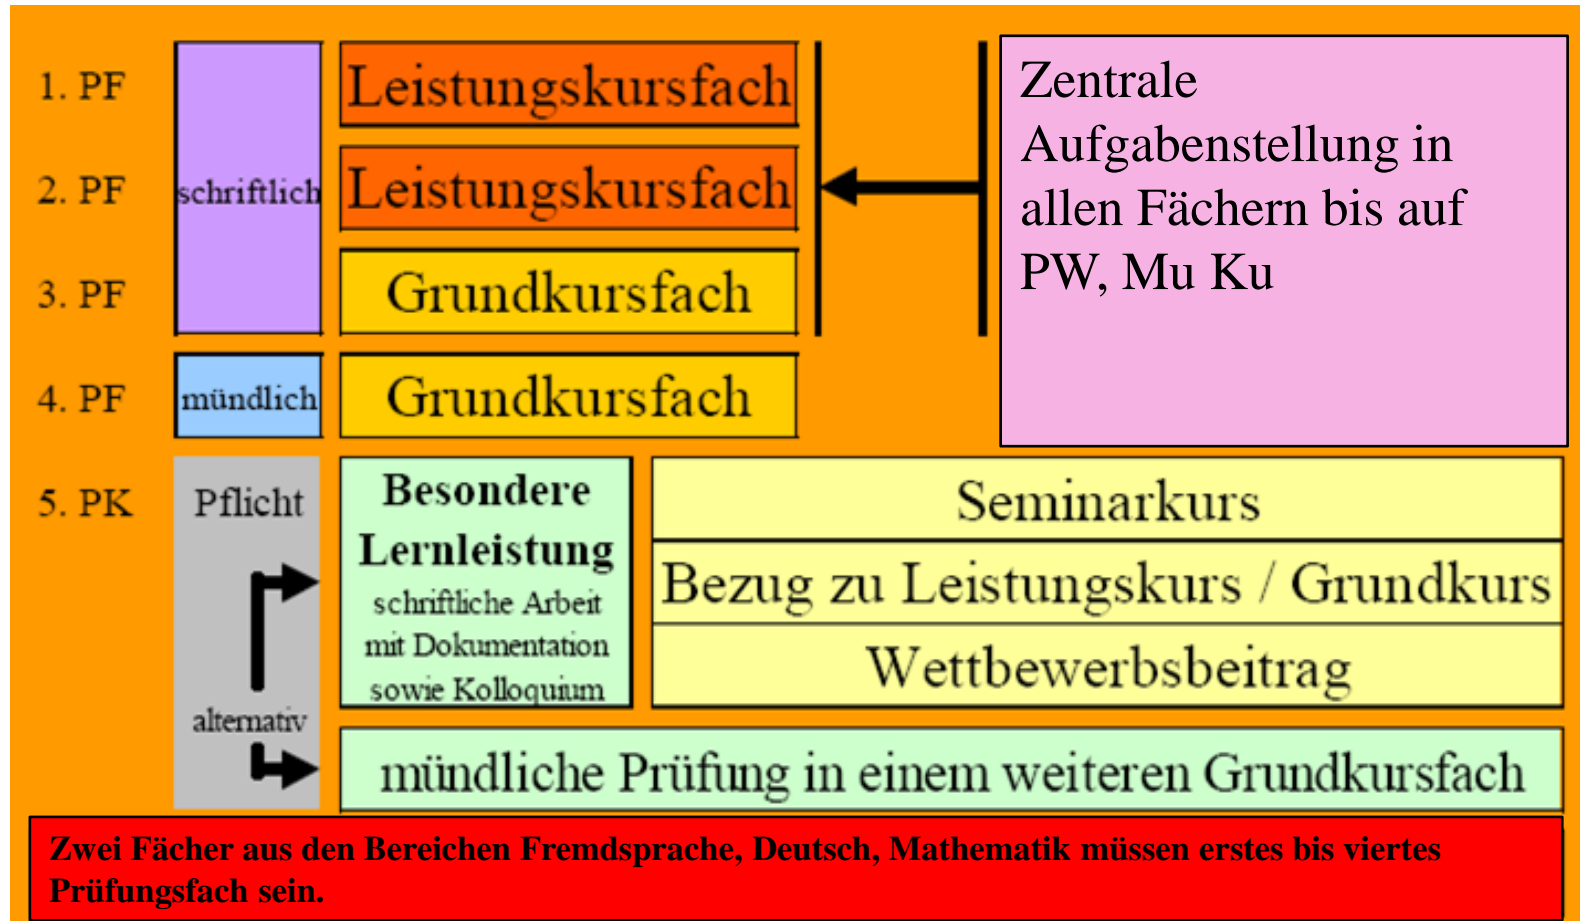 1. PF
schriftlich
Leistungskursfach
2. PF
Leistungskursfach
3. PF
Grundkursfach
Zentrale
Aufgabenstellung in
allen Fächern bis auf
PW, Mu Ku
4. PF
mündlich
Grundkursfach
5. PK
Pflicht
alternativ
Besondere
Lernleistung
schriftliche Arbeit
mit Dokumentation
sowie Kolloquium
Seminarkurs
Bezug zu Leistungskurs / Grundkurs
Wettbewerbsbeitrag
mündliche Prüfung in einem weiteren Grundkursfach
Zwei Fächer aus den Bereichen Fremdsprache, Deutsch, Mathematik müssen erstes bis viertes
Prüfungsfach sein.